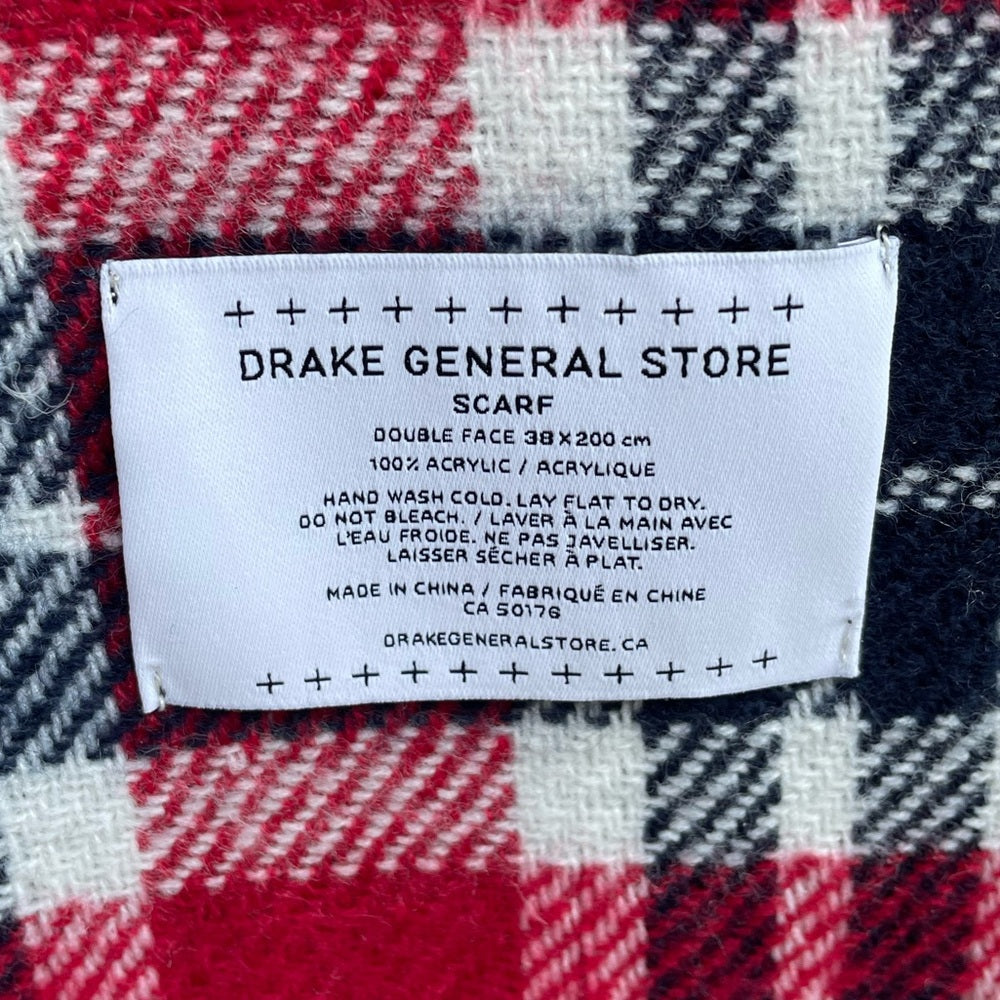 + + + + + + + + + + +
DRAKE GENERAL STORE
SCARF
DOUBLE FACE 38 X 200 cm
100% ACRYLIC / ACRYLIQUE
HAND WASH COLD. LAY FLAT TO DRY.
DO NOT BLEACH. / LAVER À LA MAIN AVEC
L'EAU FROIDE. NE PAS JAVELLISER.
LAISSER SÉCHER À PLAT.
MADE IN CHINA / FABRIQUÉ EN CHINE
CA 50176
DRAKEGENERALSTORE.CA
+ + + + + + + + + + +